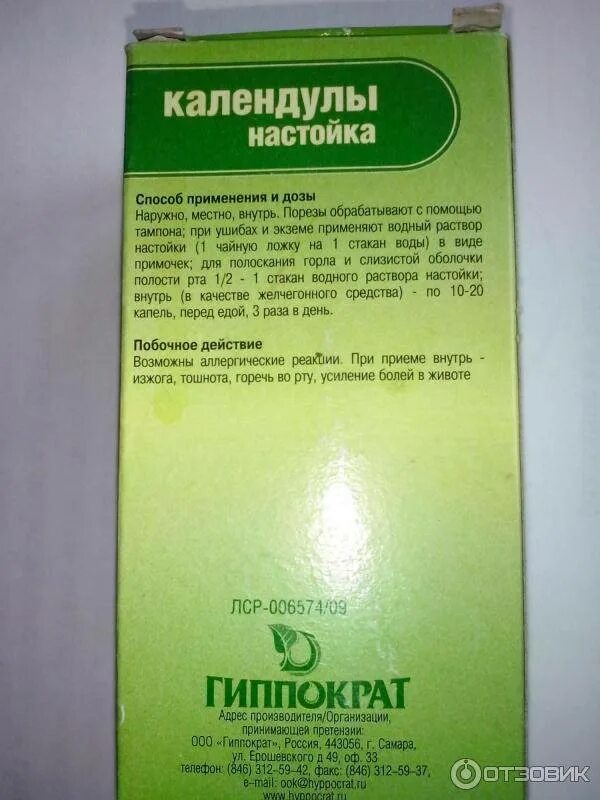 календулы
настойка
Способ применения и дозы
Наружно, местно, внутрь. Порезы обрабатывают с помощью
тампона; при ушибах и экземе применяют водный раствор
настойки (1 чайную ложку на 1 стакан воды) в виде
примочек; для полоскания горла и слизистой оболочки
полости рта 1/2 - 1 стакан водного раствора настойки;
внутрь (в качестве желчегонного средства) - по 10-20
капель, перед едой, 3 раза в день.
Побочное действие
Возможны аллергические реакции. При приеме внутрь -
изжога, тошнота, горечь во рту, усиление болей в животе
ЛСР-006574/09
ГИППОКРАТ
Адрес производителя/Организации,
принимающей претензии:
ООО «Гиппократ», Россия, 443056, г. Самара,
ул. Ерошевского д 49, оф. 33
телефон: (846) 312-59-42, факс: (846) 312-59-37,
e-mail: ook@hyppocrat.ru
www.hyppocrat.ru
ОТЗОВИК